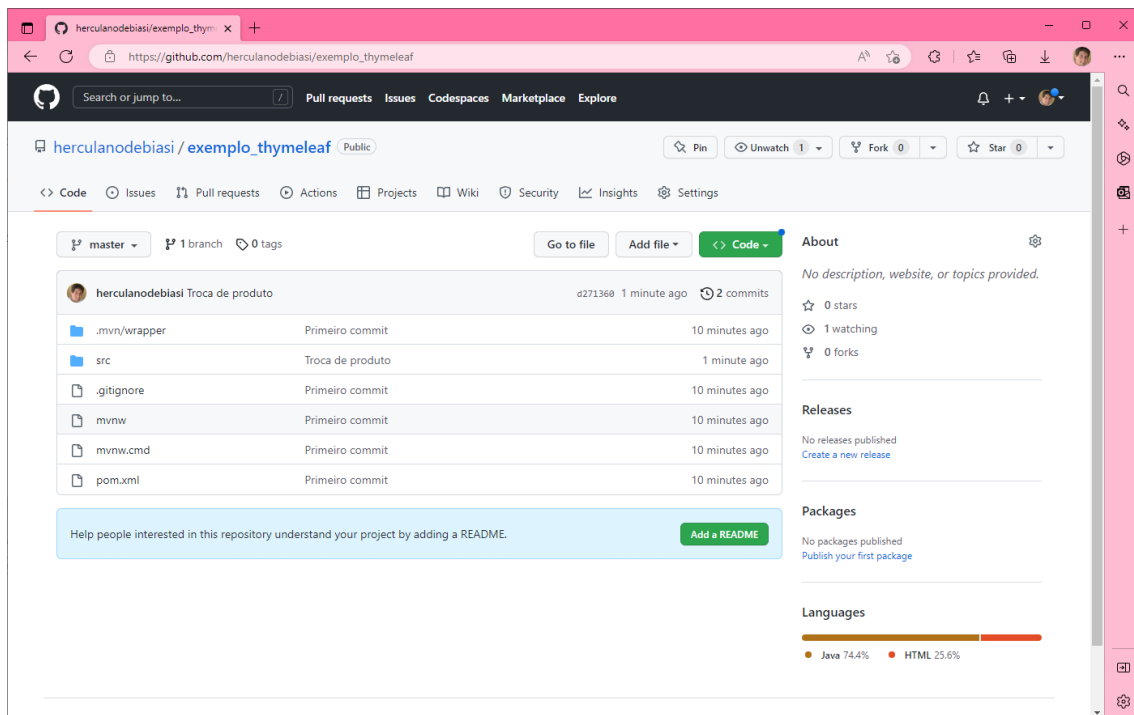 herculanodebiasi/exemplo_thym
https://github.com/herculanodebiasi/exemplo_thymeleaf
Search or jump to... / Pull requests Issues Codespaces Marketplace Explore
herculanodebiasi / exemplo_thymeleaf Public Pin Unwatch 1 Fork 0 Star 0
Code Issues Pull requests Actions Projects Wiki Security Insights Settings
master 1 branch 0 tags Go to file Add file Code
herculanodebiasi Troca de produto d271360 1 minute ago 2 commits
.mvn/wrapper Primeiro commit 10 minutes ago
src Troca de produto 1 minute ago
.gitignore Primeiro commit 10 minutes ago
mvnw Primeiro commit 10 minutes ago
mvnw.cmd Primeiro commit 10 minutes ago
pom.xml Primeiro commit 10 minutes ago
Help people interested in this repository understand your project by adding a README. Add a README
About
No description, website, or topics provided.
0 stars
1 watching
0 forks
Releases
No releases published
Create a new release
Packages
No packages published
Publish your first package
Languages
Java 74.4% HTML 25.6%